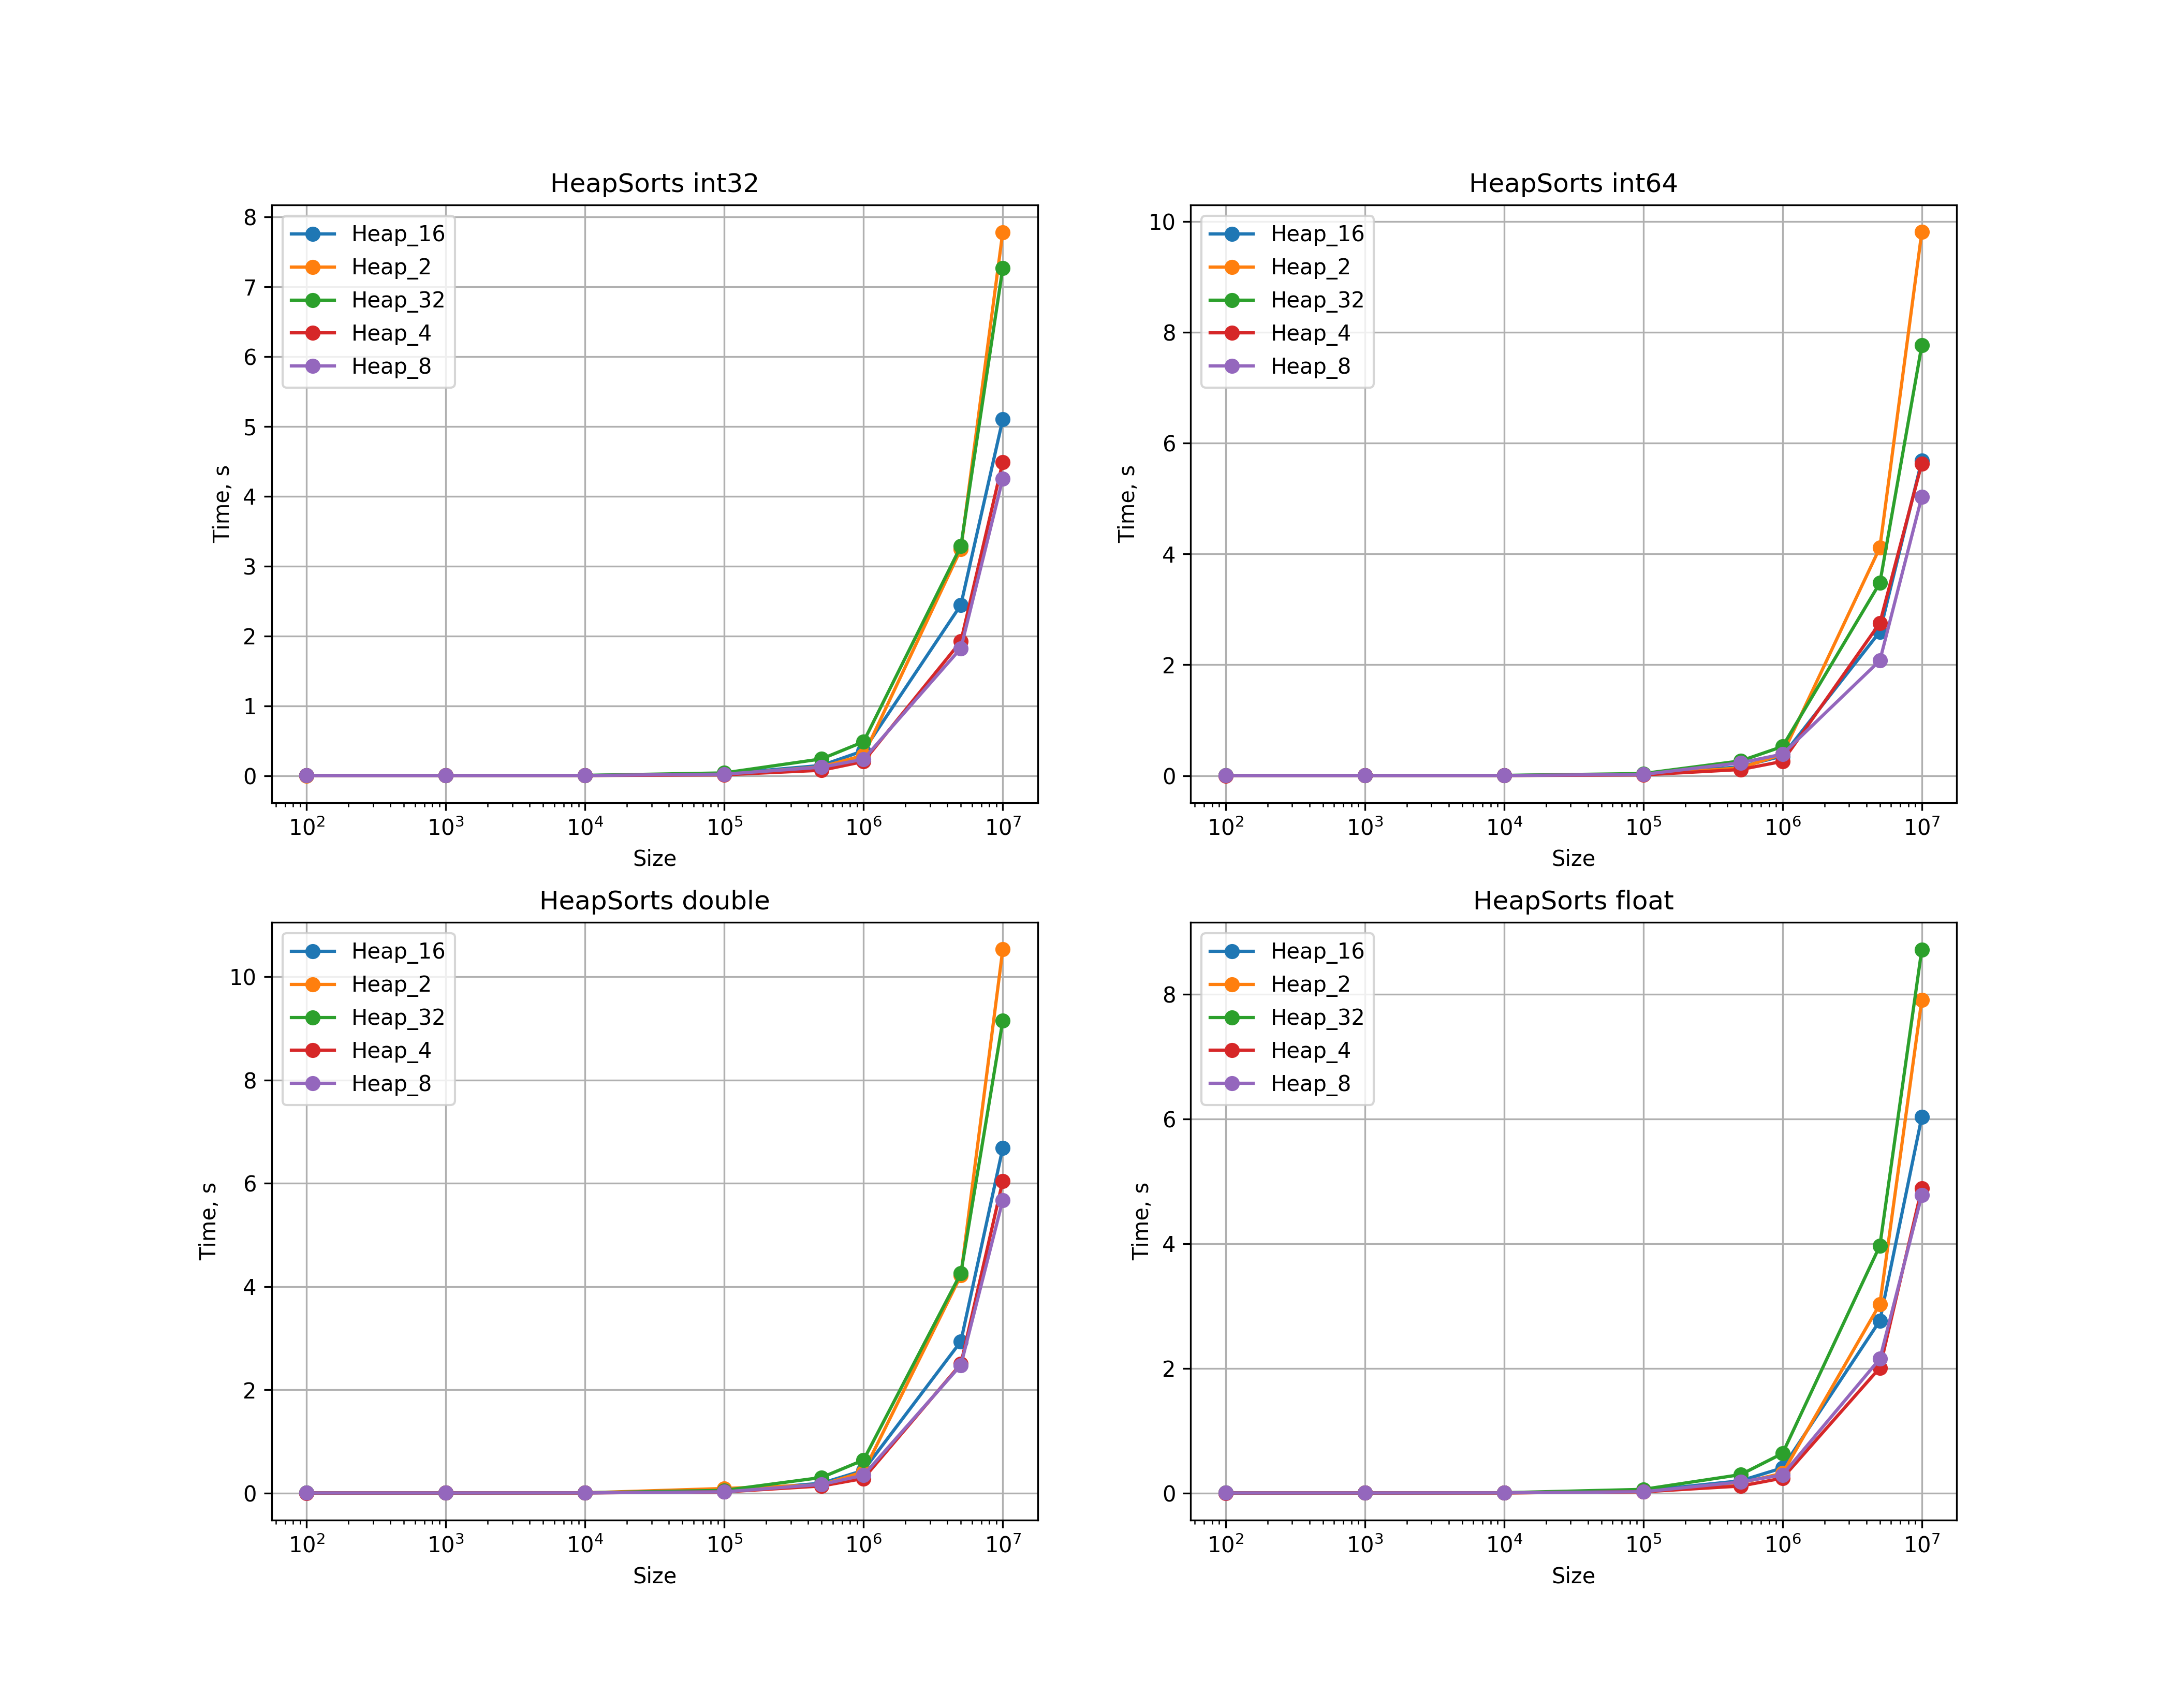 HeapSorts int32
8
7
6
5
4
3
2
1
0
Time, s
Heap_16
Heap_2
Heap_32
Heap_4
Heap_8
10² 10³ 10⁴ 10⁵ 10⁶ 10⁷
Size
HeapSorts int64
10
8
6
4
2
0
Time, s
Heap_16
Heap_2
Heap_32
Heap_4
Heap_8
10² 10³ 10⁴ 10⁵ 10⁶ 10⁷
Size
HeapSorts double
10
8
6
4
2
0
Time, s
Heap_16
Heap_2
Heap_32
Heap_4
Heap_8
10² 10³ 10⁴ 10⁵ 10⁶ 10⁷
Size
HeapSorts float
8
6
4
2
0
Time, s
Heap_16
Heap_2
Heap_32
Heap_4
Heap_8
10² 10³ 10⁴ 10⁵ 10⁶ 10⁷
Size